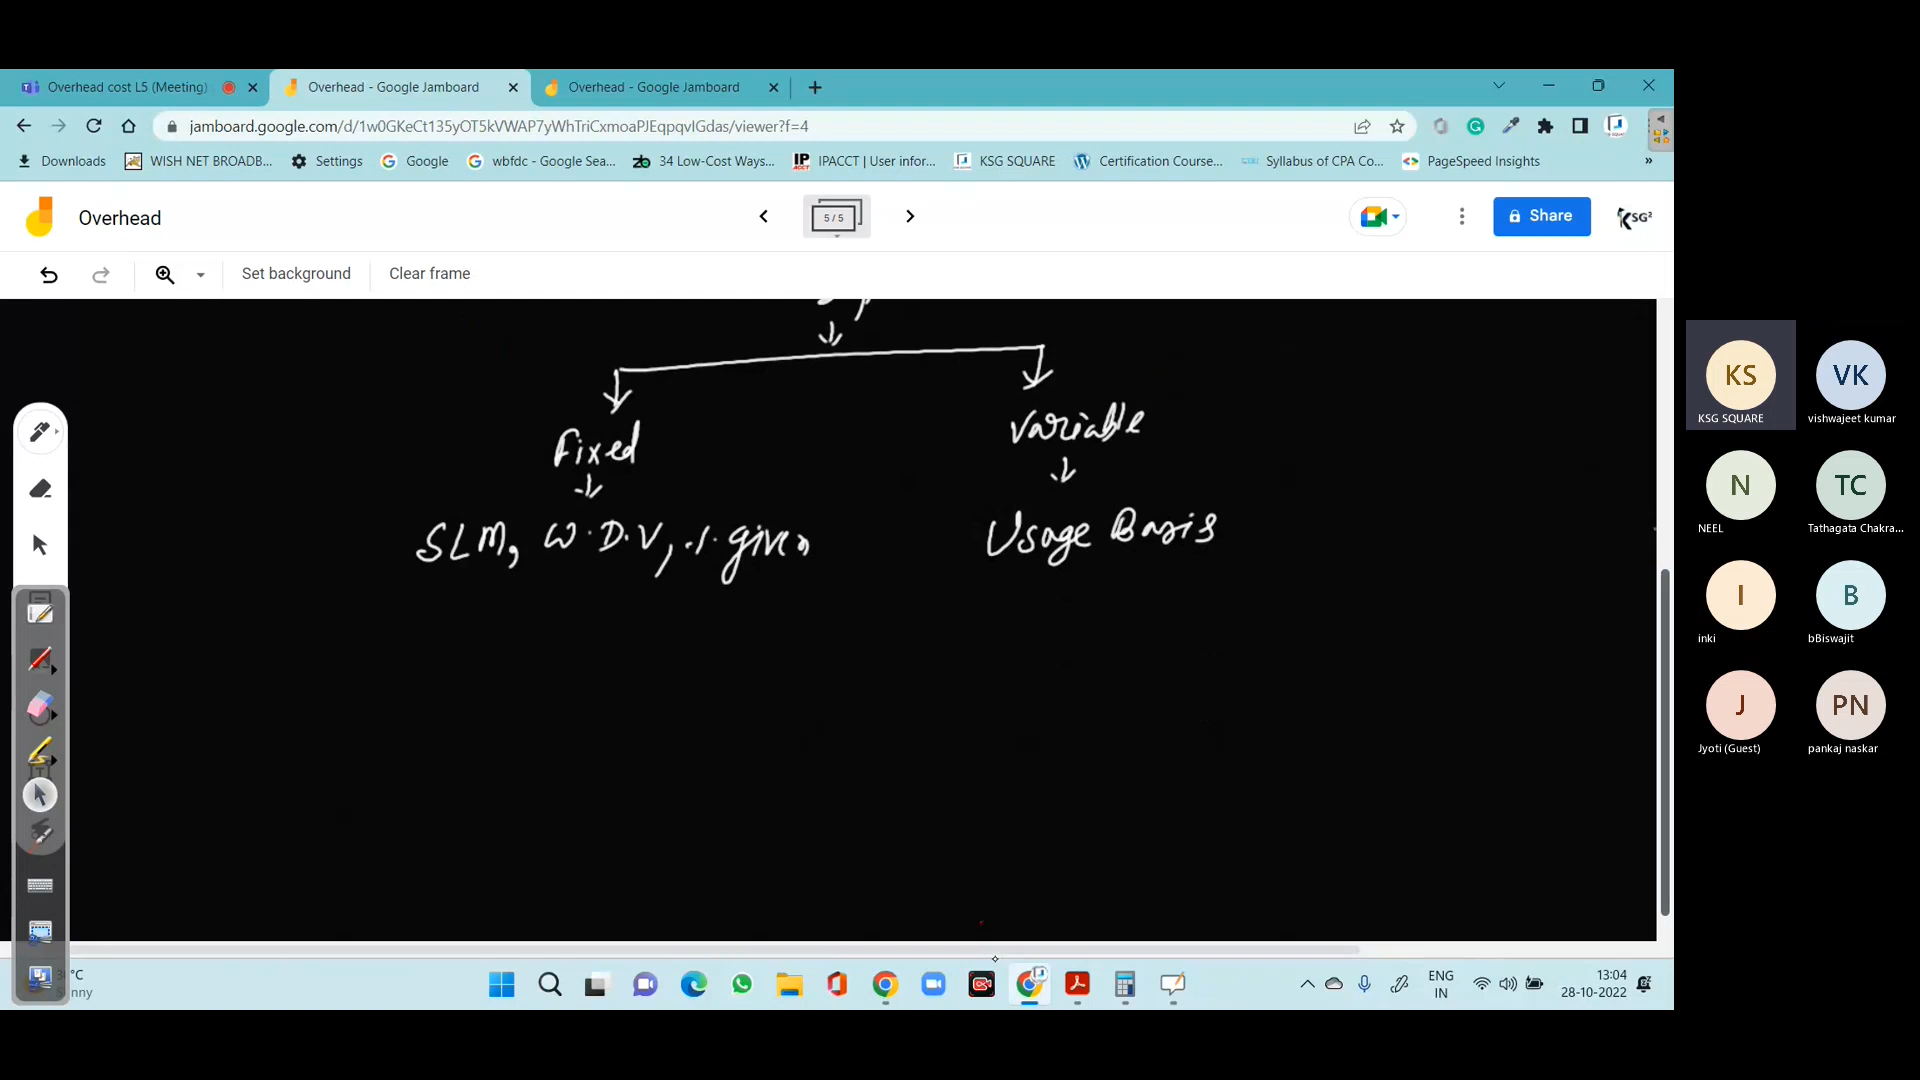 Overhead cost L5 (Meeting)
Overhead - Google Jamboard
Overhead - Google Jamboard
jamboard.google.com/d/1w0GKeCt135yOT5kVWAP7yWhTriCxmoaPJEqpqvIGdas/viewer?f=4
Downloads
WISH NET BROADB...
Settings
Google
wbfdc - Google Sea...
34 Low-Cost Ways...
IPACCT | User infor...
KSG SQUARE
Certification Course...
Syllabus of CPA Co...
PageSpeed Insights
»
Overhead
5 / 5
Share
KSG²
Set background
Clear frame
Fixed
Variable
SLM, W.D.V, % given
Usage Basis
KS
KSG SQUARE
VK
vishwajeet kumar
N
NEEL
TC
Tathagata Chakra...
I
inki
B
bBiswajit
J
Jyoti (Guest)
PN
pankaj naskar
ENG
IN
13:04
28-10-2022